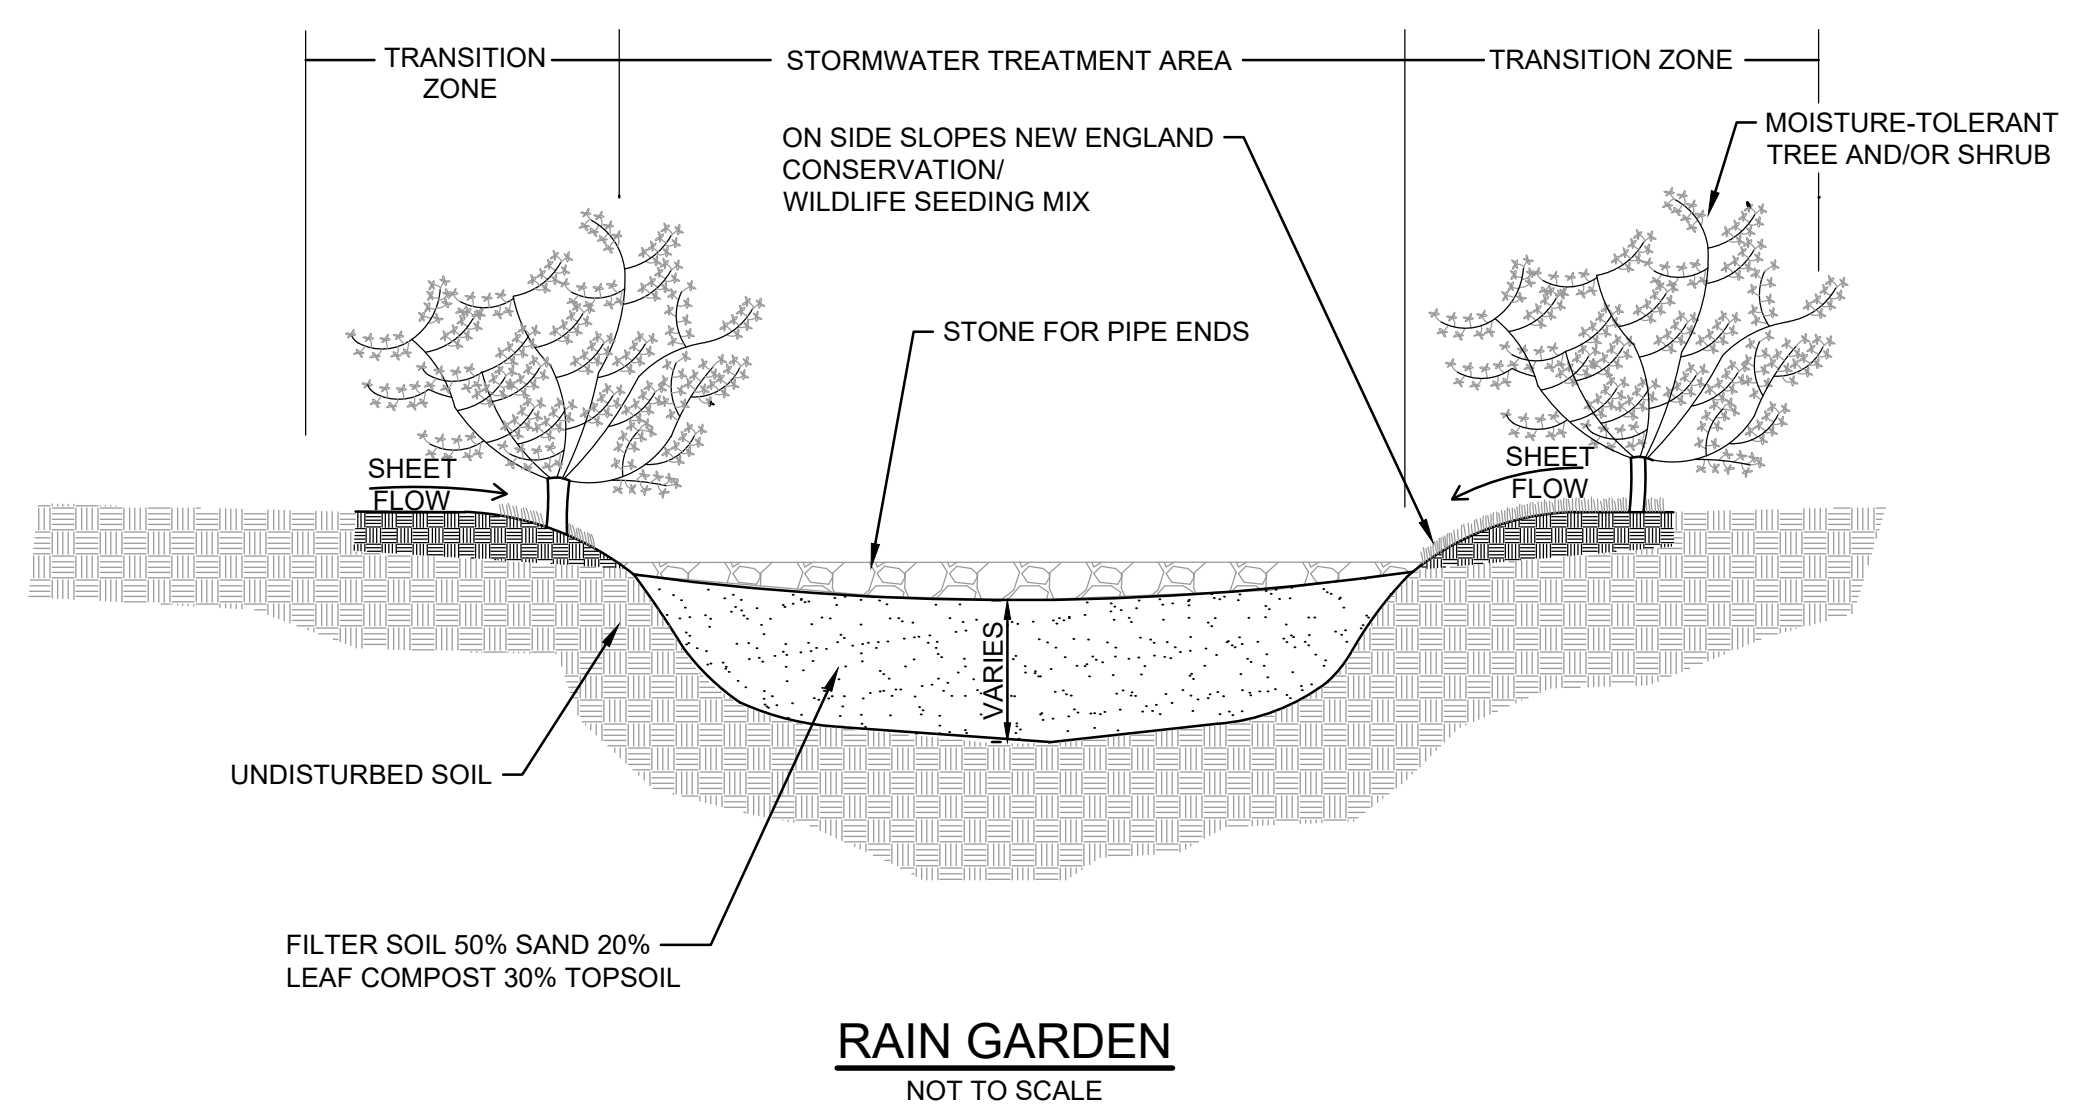 TRANSITION
ZONE
STORMWATER TREATMENT AREA
TRANSITION ZONE
ON SIDE SLOPES NEW ENGLAND
CONSERVATION/
WILDLIFE SEEDING MIX
MOISTURE-TOLERANT
TREE AND/OR SHRUB
STONE FOR PIPE ENDS
SHEET
FLOW
SHEET
FLOW
VARIES
UNDISTURBED SOIL
FILTER SOIL 50% SAND 20%
LEAF COMPOST 30% TOPSOIL
RAIN GARDEN
NOT TO SCALE